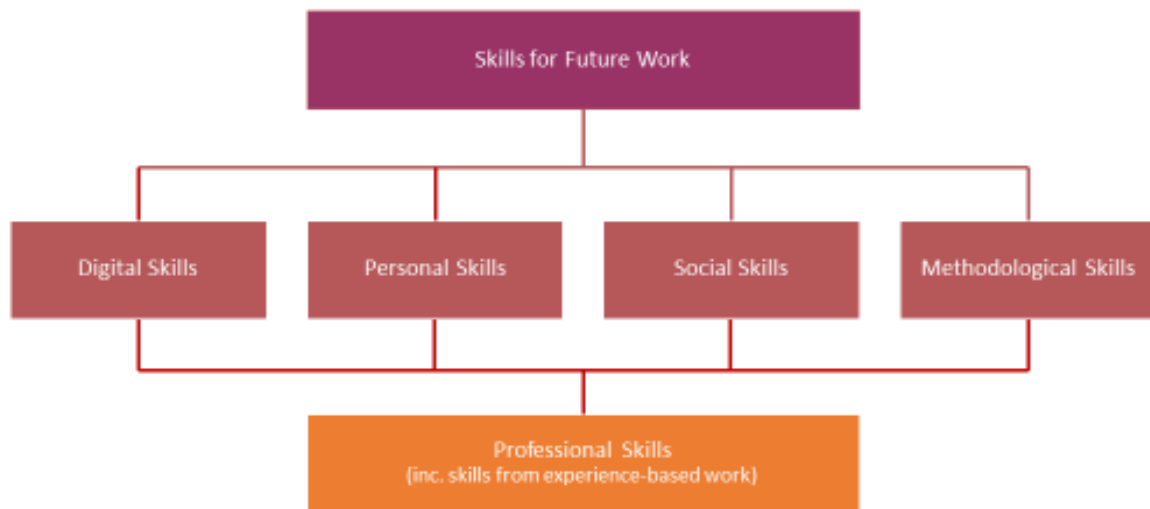 Skills for Future Work
Digital Skills
Personal Skills
Social Skills
Methodological Skills
Professional Skills
(inc. skills from experience-based work)